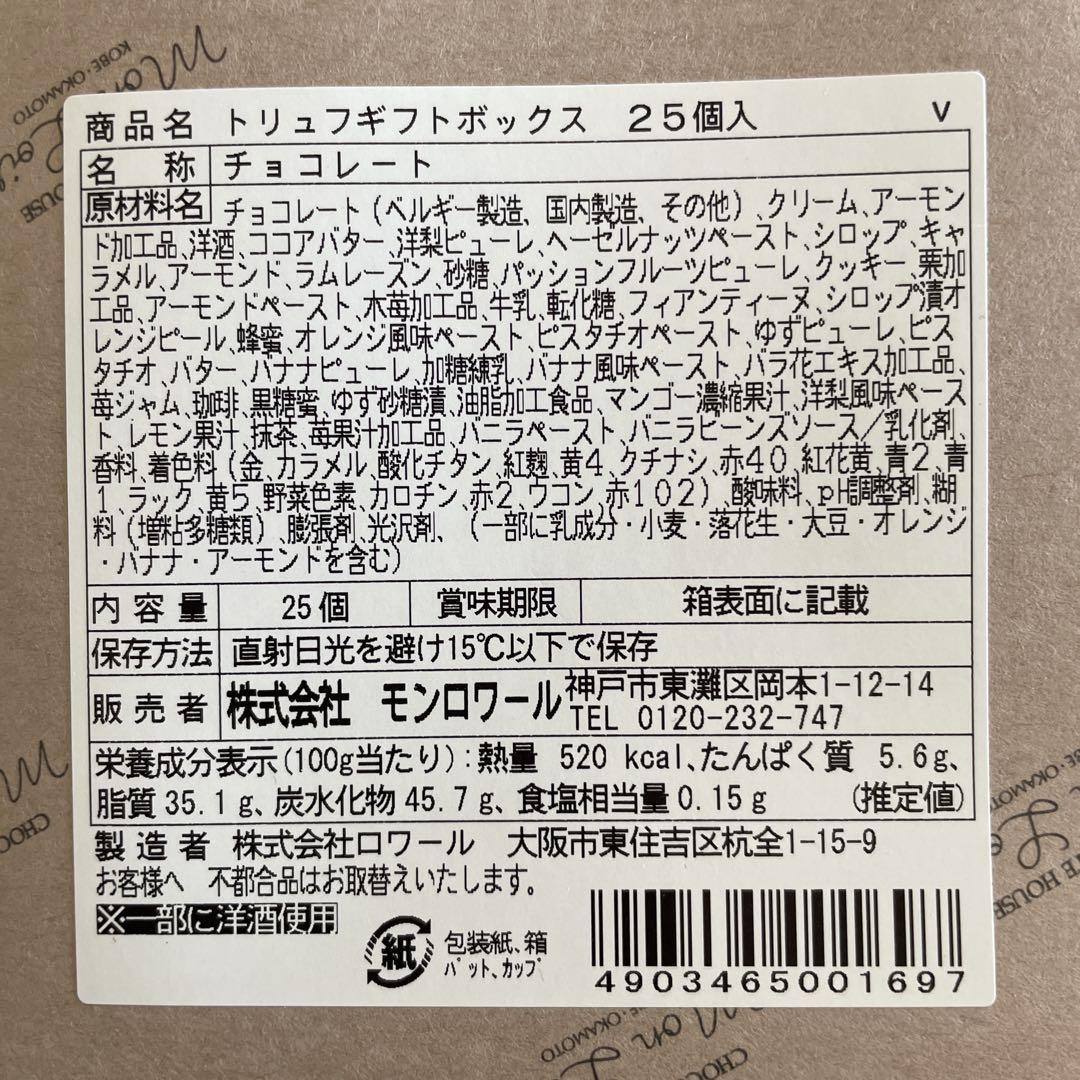 商品名 トリュフギフトボックス 25個入 V
名称 チョコレート
原材料名 チョコレート(ベルギー製造、国内製造、その他)、クリーム、アーモン
ド加工品、洋酒、ココアバター、洋梨ピューレ、ヘーゼルナッツペースト、シロップ、キャ
ラメル、アーモンド、ラムレーズン、砂糖、パッションフルーツピューレ、クッキー、栗加
工品、アーモンドペースト、木苺加工品、牛乳、転化糖、フィアンティーヌ、シロップ漬オ
レンジピール、蜂蜜、オレンジ風味ペースト、ピスタチオペースト、ゆずピューレ、ピス
タチオ、バター、バナナピューレ、加糖練乳、バナナ風味ペースト、バラ花エキス加工品、
苺ジャム、珈琲、黒糖蜜、ゆず砂糖漬、油脂加工食品、マンゴー濃縮果汁、洋梨風味ペース
ト、レモン果汁、抹茶、苺果汁加工品、バニラペースト、バニラビーンズソース/乳化剤、
香料、着色料(金、カラメル、酸化チタン、紅麹、黄4、クチナシ、赤40、紅花黄、青2、青
1、ラック、黄5、野菜色素、カロチン、赤2、ウコン、赤102)、酸味料、pH調整剤、糊
料(増粘多糖類)、膨張剤、光沢剤、(一部に乳成分・小麦・落花生・大豆・オレンジ
・バナナ・アーモンドを含む)
内容量 25個 賞味期限 箱表面に記載
保存方法 直射日光を避け15℃以下で保存
販売者 株式会社 モンロワール 神戸市東灘区岡本1-12-14
TEL 0120-232-747
栄養成分表示(100g当たり):熱量 520 kcal、たんぱく質 5.6g、
脂質35.1g、炭水化物45.7g、食塩相当量0.15g (推定値)
製造者 株式会社ロワール 大阪市東住吉区杭全1-15-9
お客様へ 不都合品はお取替えいたします。
※一部に洋酒使用
紙 包装紙、箱
パット、カップ
4903465001697
KOBE・OKAMOTO
HOUSE
CHOC
KOBE・OKAMOTO
TE HOUSE
Mon
OKAMOTO
CHOC